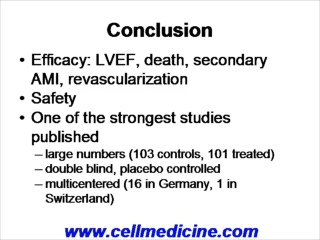 Conclusion
• Efficacy: LVEF, death, secondary
AMI, revascularization
• Safety
• One of the strongest studies
published
– large numbers (103 controls, 101 treated)
– double blind, placebo controlled
– multicentered (16 in Germany, 1 in
Switzerland)
www.cellmedicine.com